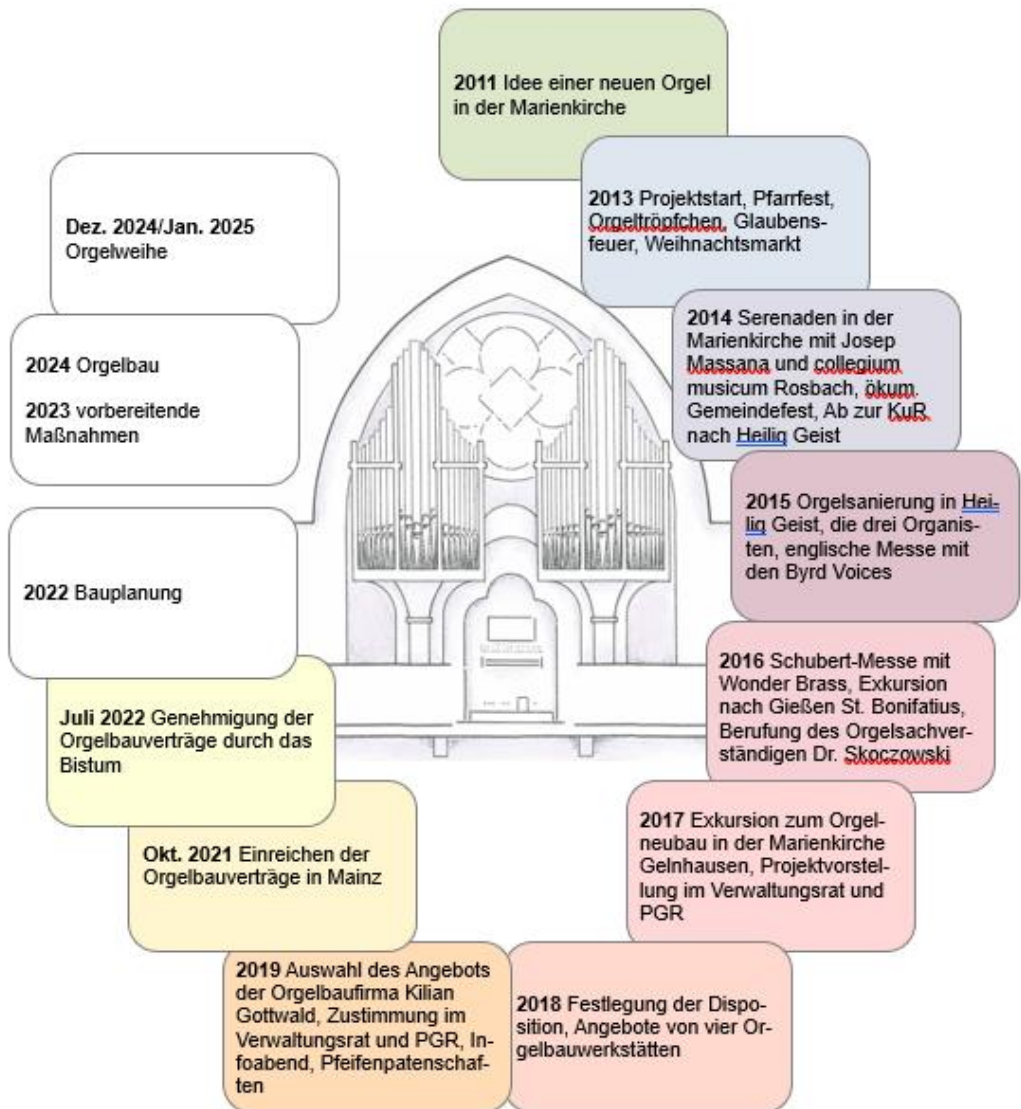 2011 Idee einer neuen Orgel
in der Marienkirche
2013 Projektstart, Pfarrfest,
Orgeltröpfchen, Glaubens-
feuer, Weihnachtsmarkt
2014 Serenaden in der
Marienkirche mit Josep
Massana und collegium
musicum Rosbach, ökum.
Gemeindefest, Ab zur KuR
nach Heilig Geist
2015 Orgelsanierung in Hei-
lig Geist, die drei Organis-
ten, englische Messe mit
den Byrd Voices
2016 Schubert-Messe mit
Wonder Brass, Exkursion
nach Gießen St. Bonifatius,
Berufung des Orgelsachver-
ständigen Dr. Skoczowski
2017 Exkursion zum Orgel-
neubau in der Marienkirche
Gelnhausen, Projektvorstel-
lung im Verwaltungsrat und
PGR
2018 Festlegung der Dispo-
sition, Angebote von vier Or-
gelbauwerkstätten
2019 Auswahl des Angebots
der Orgelbaufirma Kilian
Gottwald, Zustimmung im
Verwaltungsrat und PGR, In-
foabend, Pfeifenpatenschaf-
ten
Okt. 2021 Einreichen der
Orgelbauverträge in Mainz
Juli 2022 Genehmigung der
Orgelbauverträge durch das
Bistum
2022 Bauplanung
2024 Orgelbau
2023 vorbereitende
Maßnahmen
Dez. 2024/Jan. 2025
Orgelweihe